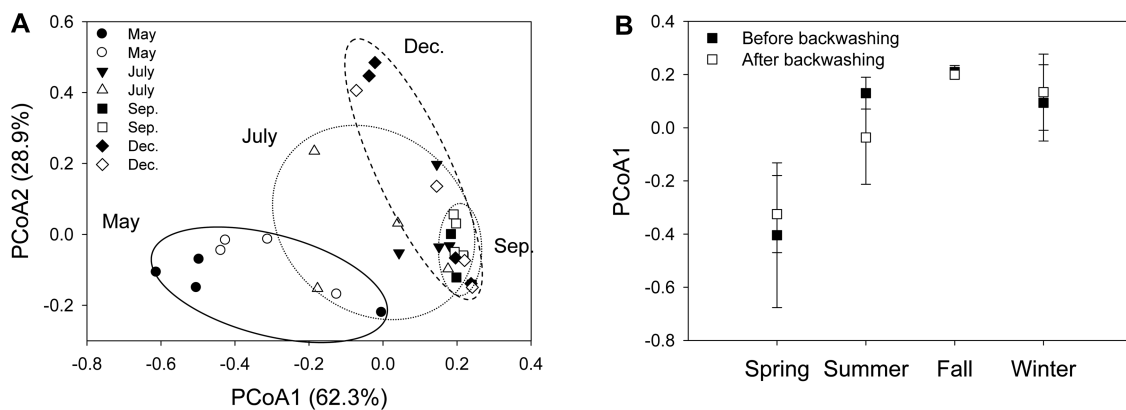 A
May
May
July
July
Sep.
Sep.
Dec.
Dec.
Dec.
July
May
Sep.
0.6
0.4
0.2
0.0
-0.2
-0.8
-0.6
-0.4
-0.2
0.0
0.2
0.4
PCoA2 (28.9%)
PCoA1 (62.3%)
B
Before backwashing
After backwashing
0.4
0.2
0.0
-0.2
-0.4
-0.6
-0.8
PCoA1
Spring Summer Fall Winter